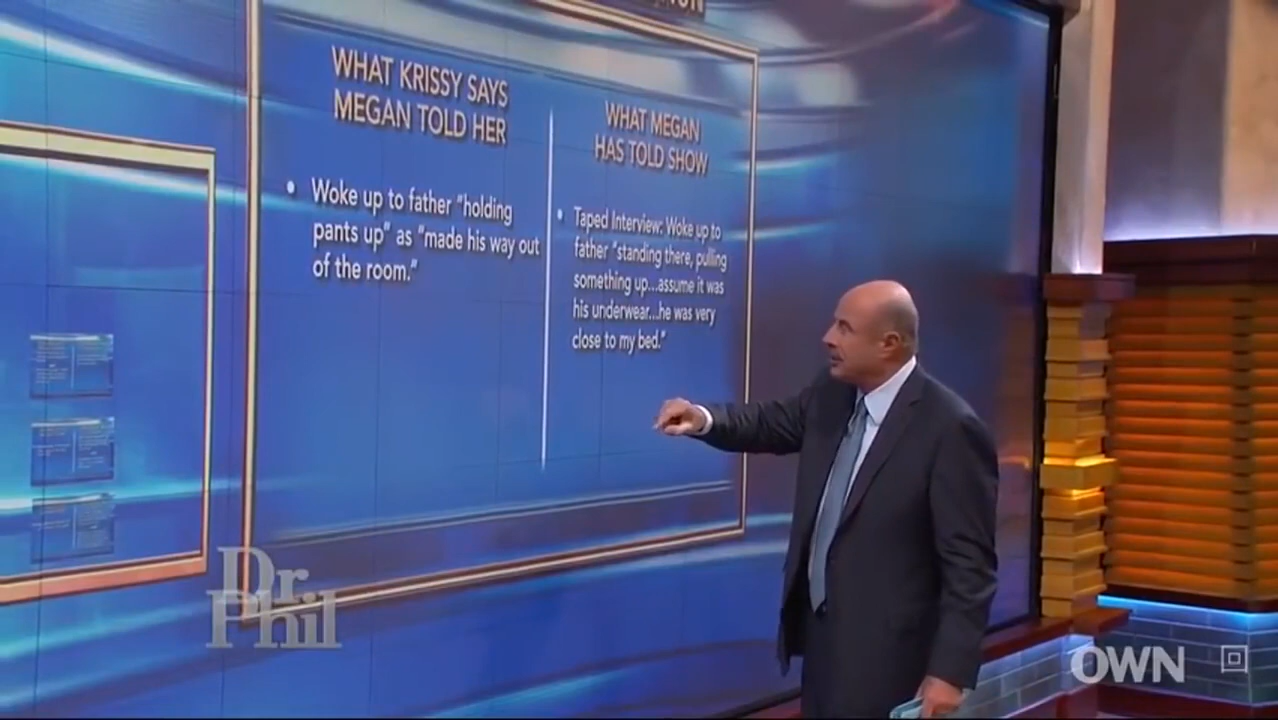 WHAT KRISSY SAYS
MEGAN TOLD HER
• Woke up to father "holding
pants up" as "made his way out
of the room."
WHAT MEGAN
HAS TOLD SHOW
• Taped Interview: Woke up to
father "standing there, pulling
something up...assume it was
his underwear...he was very
close to my bed."
Dr.
Phil
OWN